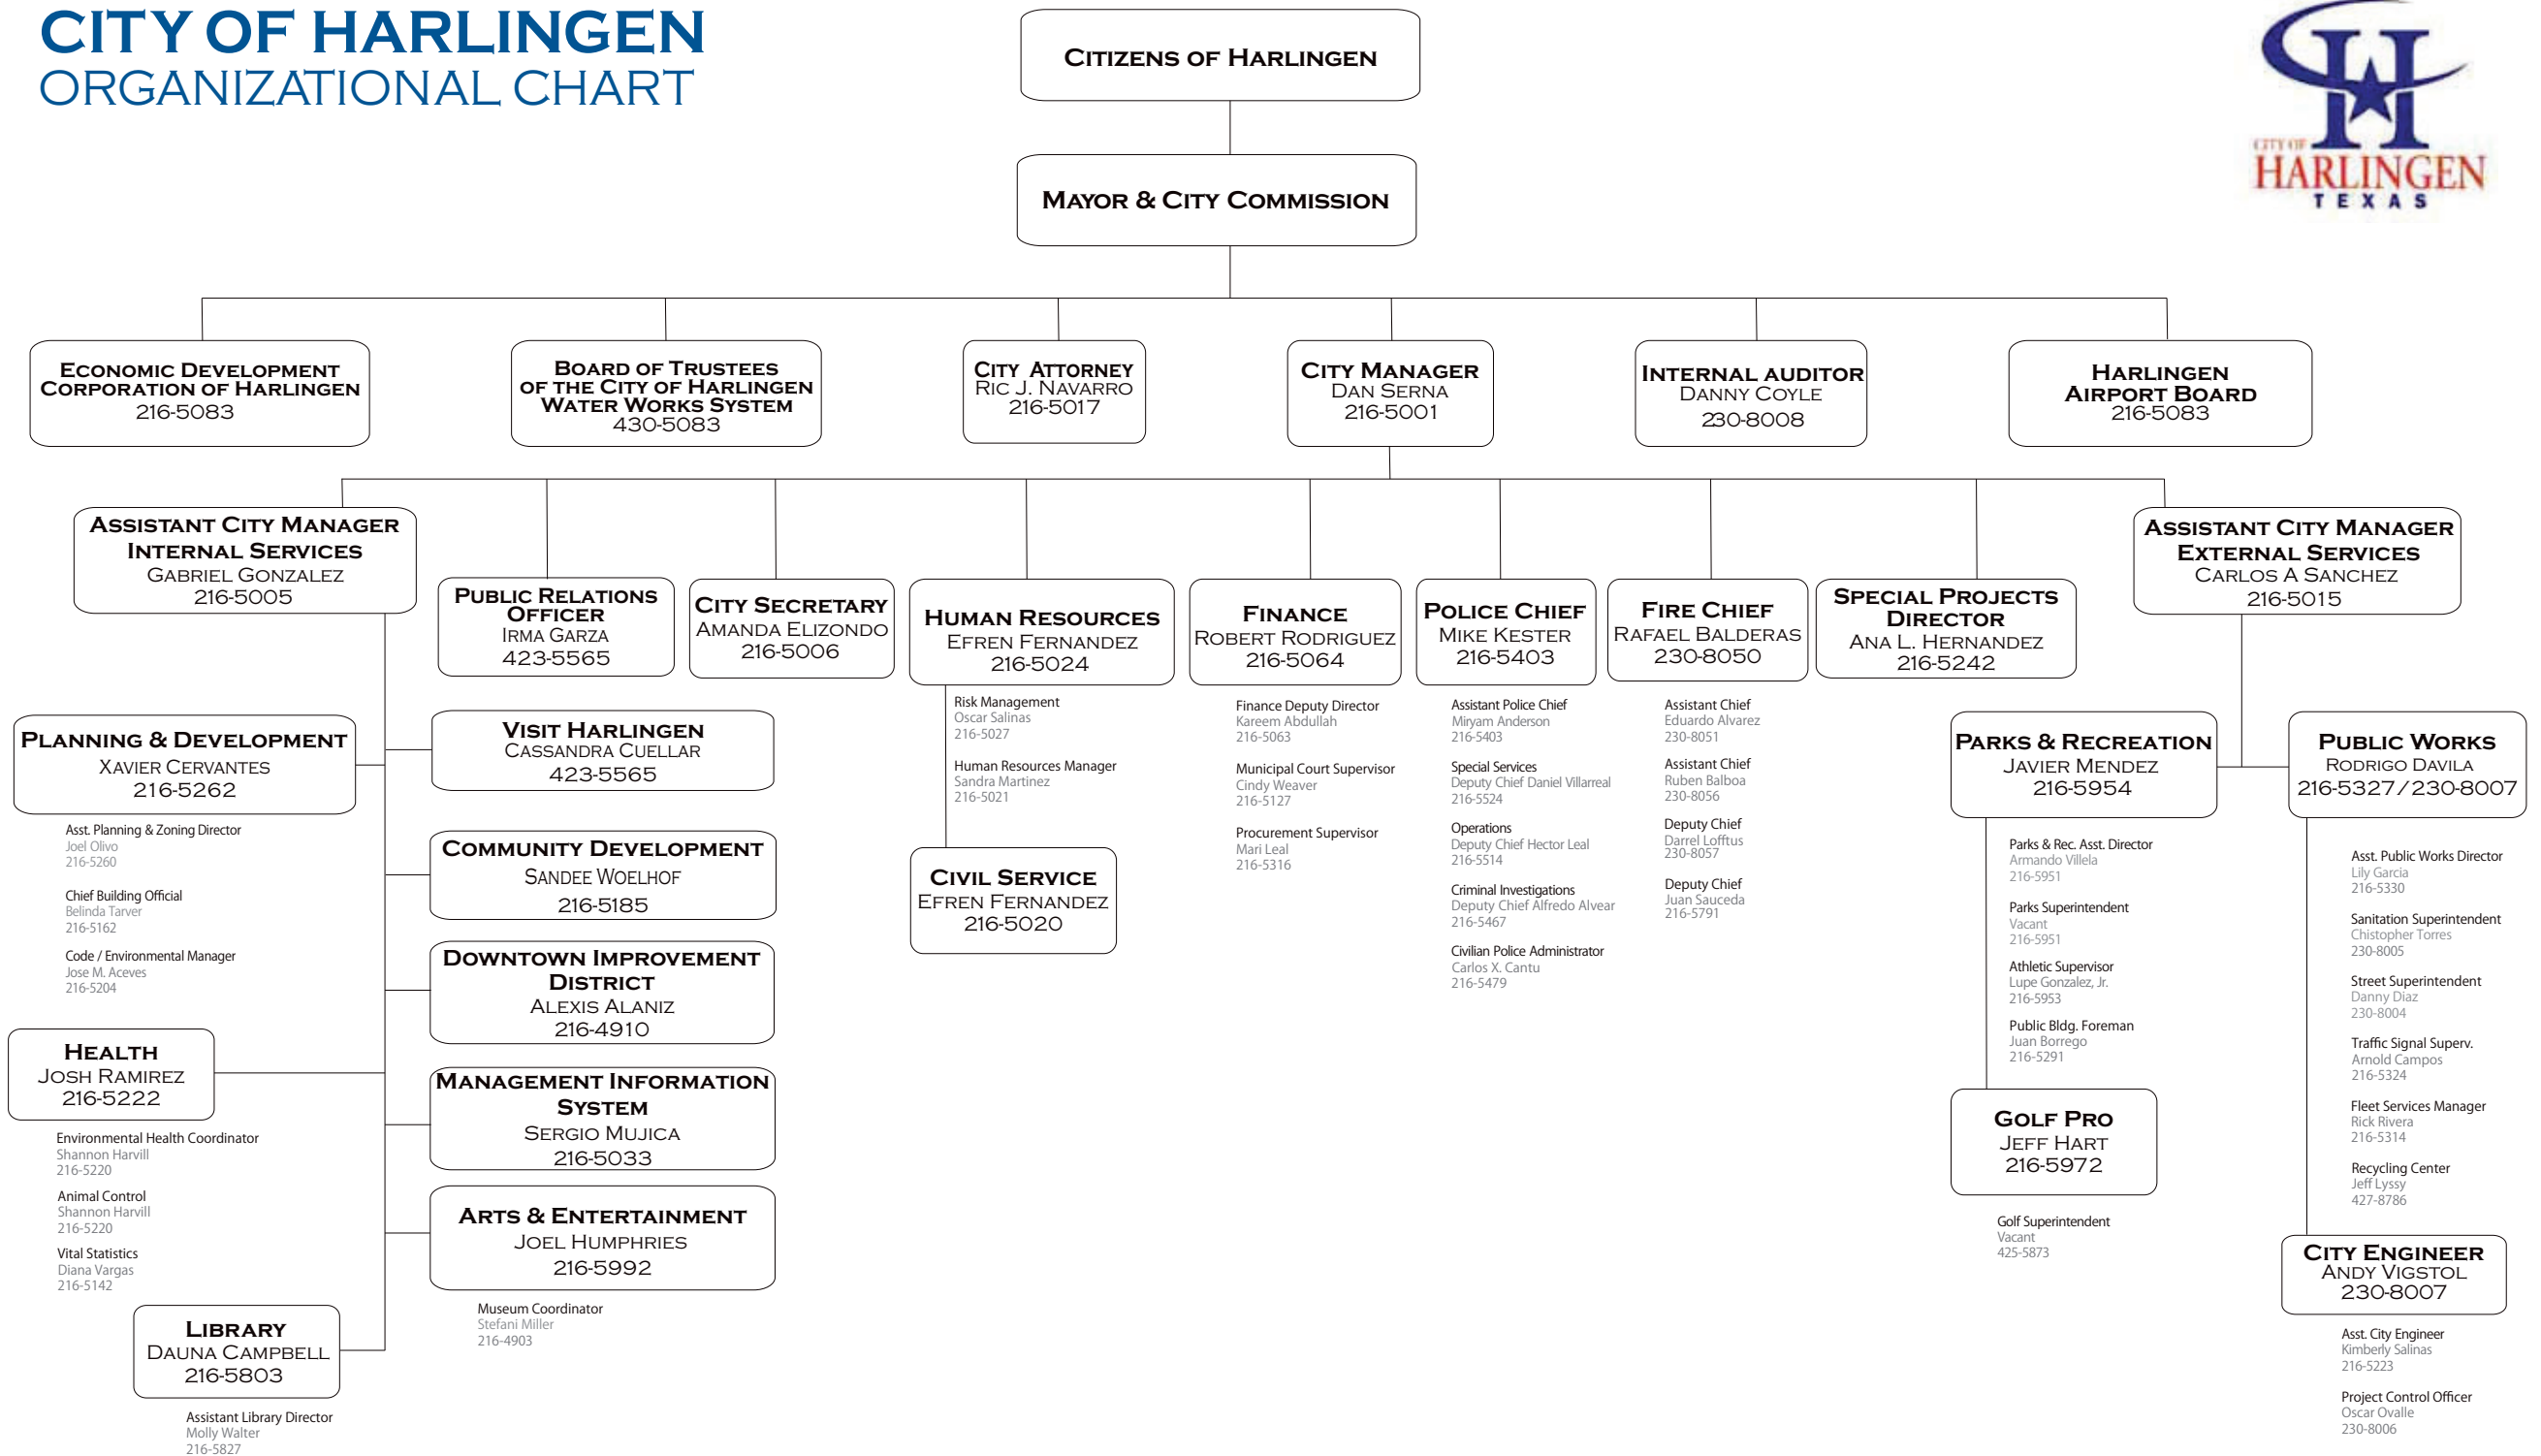 CITY OF HARLINGEN
ORGANIZATIONAL CHART
CITY OF
HARLINGEN
TEXAS
CITIZENS OF HARLINGEN
MAYOR & CITY COMMISSION
ECONOMIC DEVELOPMENT
CORPORATION OF HARLINGEN
216-5083
BOARD OF TRUSTEES
OF THE CITY OF HARLINGEN
WATER WORKS SYSTEM
430-5083
CITY ATTORNEY
RIC J. NAVARRO
216-5017
CITY MANAGER
DAN SERNA
216-5001
INTERNAL AUDITOR
DANNY COYLE
230-8008
HARLINGEN
AIRPORT BOARD
216-5083
ASSISTANT CITY MANAGER
INTERNAL SERVICES
GABRIEL GONZALEZ
216-5005
PUBLIC RELATIONS
OFFICER
IRMA GARZA
423-5565
CITY SECRETARY
AMANDA ELIZONDO
216-5006
HUMAN RESOURCES
EFREN FERNANDEZ
216-5024
FINANCE
ROBERT RODRIGUEZ
216-5064
POLICE CHIEF
MIKE KESTER
216-5403
FIRE CHIEF
RAFAEL BALDERAS
230-8050
SPECIAL PROJECTS
DIRECTOR
ANA L. HERNANDEZ
216-5242
ASSISTANT CITY MANAGER
EXTERNAL SERVICES
CARLOS A SANCHEZ
216-5015
PLANNING & DEVELOPMENT
XAVIER CERVANTES
216-5262
Asst. Planning & Zoning Director
Joel Olivo
216-5260
Chief Building Official
Belinda Tarver
216-5162
Code / Environmental Manager
Jose M. Aceves
216-5204
HEALTH
JOSH RAMIREZ
216-5222
Environmental Health Coordinator
Shannon Harvill
216-5220
Animal Control
Shannon Harvill
216-5220
Vital Statistics
Diana Vargas
216-5142
LIBRARY
DAUNA CAMPBELL
216-5803
Assistant Library Director
Molly Walter
216-5827
VISIT HARLINGEN
CASSANDRA CUELLAR
423-5565
COMMUNITY DEVELOPMENT
SANDEE WOELHOF
216-5185
DOWNTOWN IMPROVEMENT
DISTRICT
ALEXIS ALANIZ
216-4910
MANAGEMENT INFORMATION
SYSTEM
SERGIO MUJICA
216-5033
ARTS & ENTERTAINMENT
JOEL HUMPHRIES
216-5992
Museum Coordinator
Stefani Miller
216-4903
Risk Management
Oscar Salinas
216-5027
Human Resources Manager
Sandra Martinez
216-5021
CIVIL SERVICE
EFREN FERNANDEZ
216-5020
Finance Deputy Director
Kareem Abdullah
216-5063
Municipal Court Supervisor
Cindy Weaver
216-5127
Procurement Supervisor
Mari Leal
216-5316
Assistant Police Chief
Miryam Anderson
216-5403
Special Services
Deputy Chief Daniel Villarreal
216-5524
Operations
Deputy Chief Hector Leal
216-5514
Criminal Investigations
Deputy Chief Alfredo Alvear
216-5467
Civilian Police Administrator
Carlos X. Cantu
216-5479
Assistant Chief
Eduardo Alvarez
230-8051
Assistant Chief
Ruben Balboa
230-8056
Deputy Chief
Darrel Lofftus
230-8057
Deputy Chief
Juan Sauceda
216-5791
PARKS & RECREATION
JAVIER MENDEZ
216-5954
Parks & Rec. Asst. Director
Armando Villela
216-5951
Parks Superintendent
Vacant
216-5951
Athletic Supervisor
Lupe Gonzalez, Jr.
216-5953
Public Bldg. Foreman
Juan Borrego
216-5291
GOLF PRO
JEFF HART
216-5972
Golf Superintendent
Vacant
425-5873
PUBLIC WORKS
RODRIGO DAVILA
216-5327/230-8007
Asst. Public Works Director
Lily Garcia
216-5330
Sanitation Superintendent
Chistopher Torres
230-8005
Street Superintendent
Danny Diaz
230-8004
Traffic Signal Superv.
Arnold Campos
216-5324
Fleet Services Manager
Rick Rivera
216-5314
Recycling Center
Jeff Lyssy
427-8786
CITY ENGINEER
ANDY VIGSTOL
230-8007
Asst. City Engineer
Kimberly Salinas
216-5223
Project Control Officer
Oscar Ovalle
230-8006